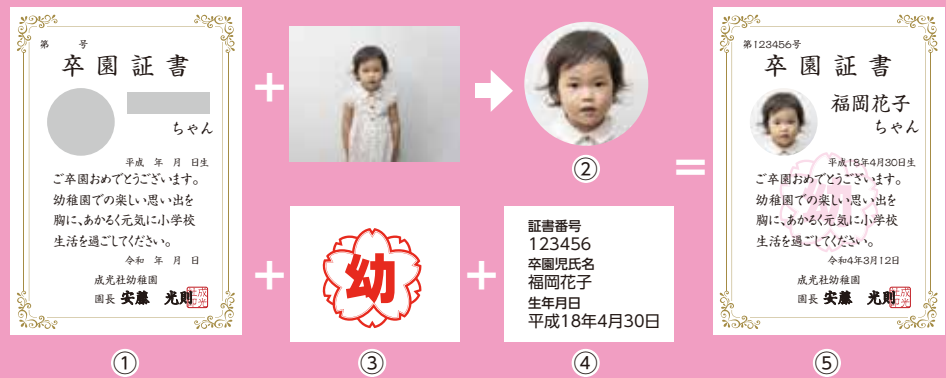 第　　号
卒園証書
ちゃん
平成　年　月　日生
ご卒園おめでとうございます。
幼稚園での楽しい思い出を
胸に、あかるく元気に小学校
生活を過ごしてください。
令和　年　月　日
成光社幼稚園
園長 安藤　光則
①
+
+
②
+
幼
③
+
証書番号
123456
卒園児氏名
福岡花子
生年月日
平成18年4月30日
④
=
第123456号
卒園証書
福岡花子
ちゃん
平成18年4月30日生
幼
ご卒園おめでとうございます。
幼稚園での楽しい思い出を
胸に、あかるく元気に小学校
生活を過ごしてください。
令和4年3月12日
成光社幼稚園
園長 安藤　光則
⑤